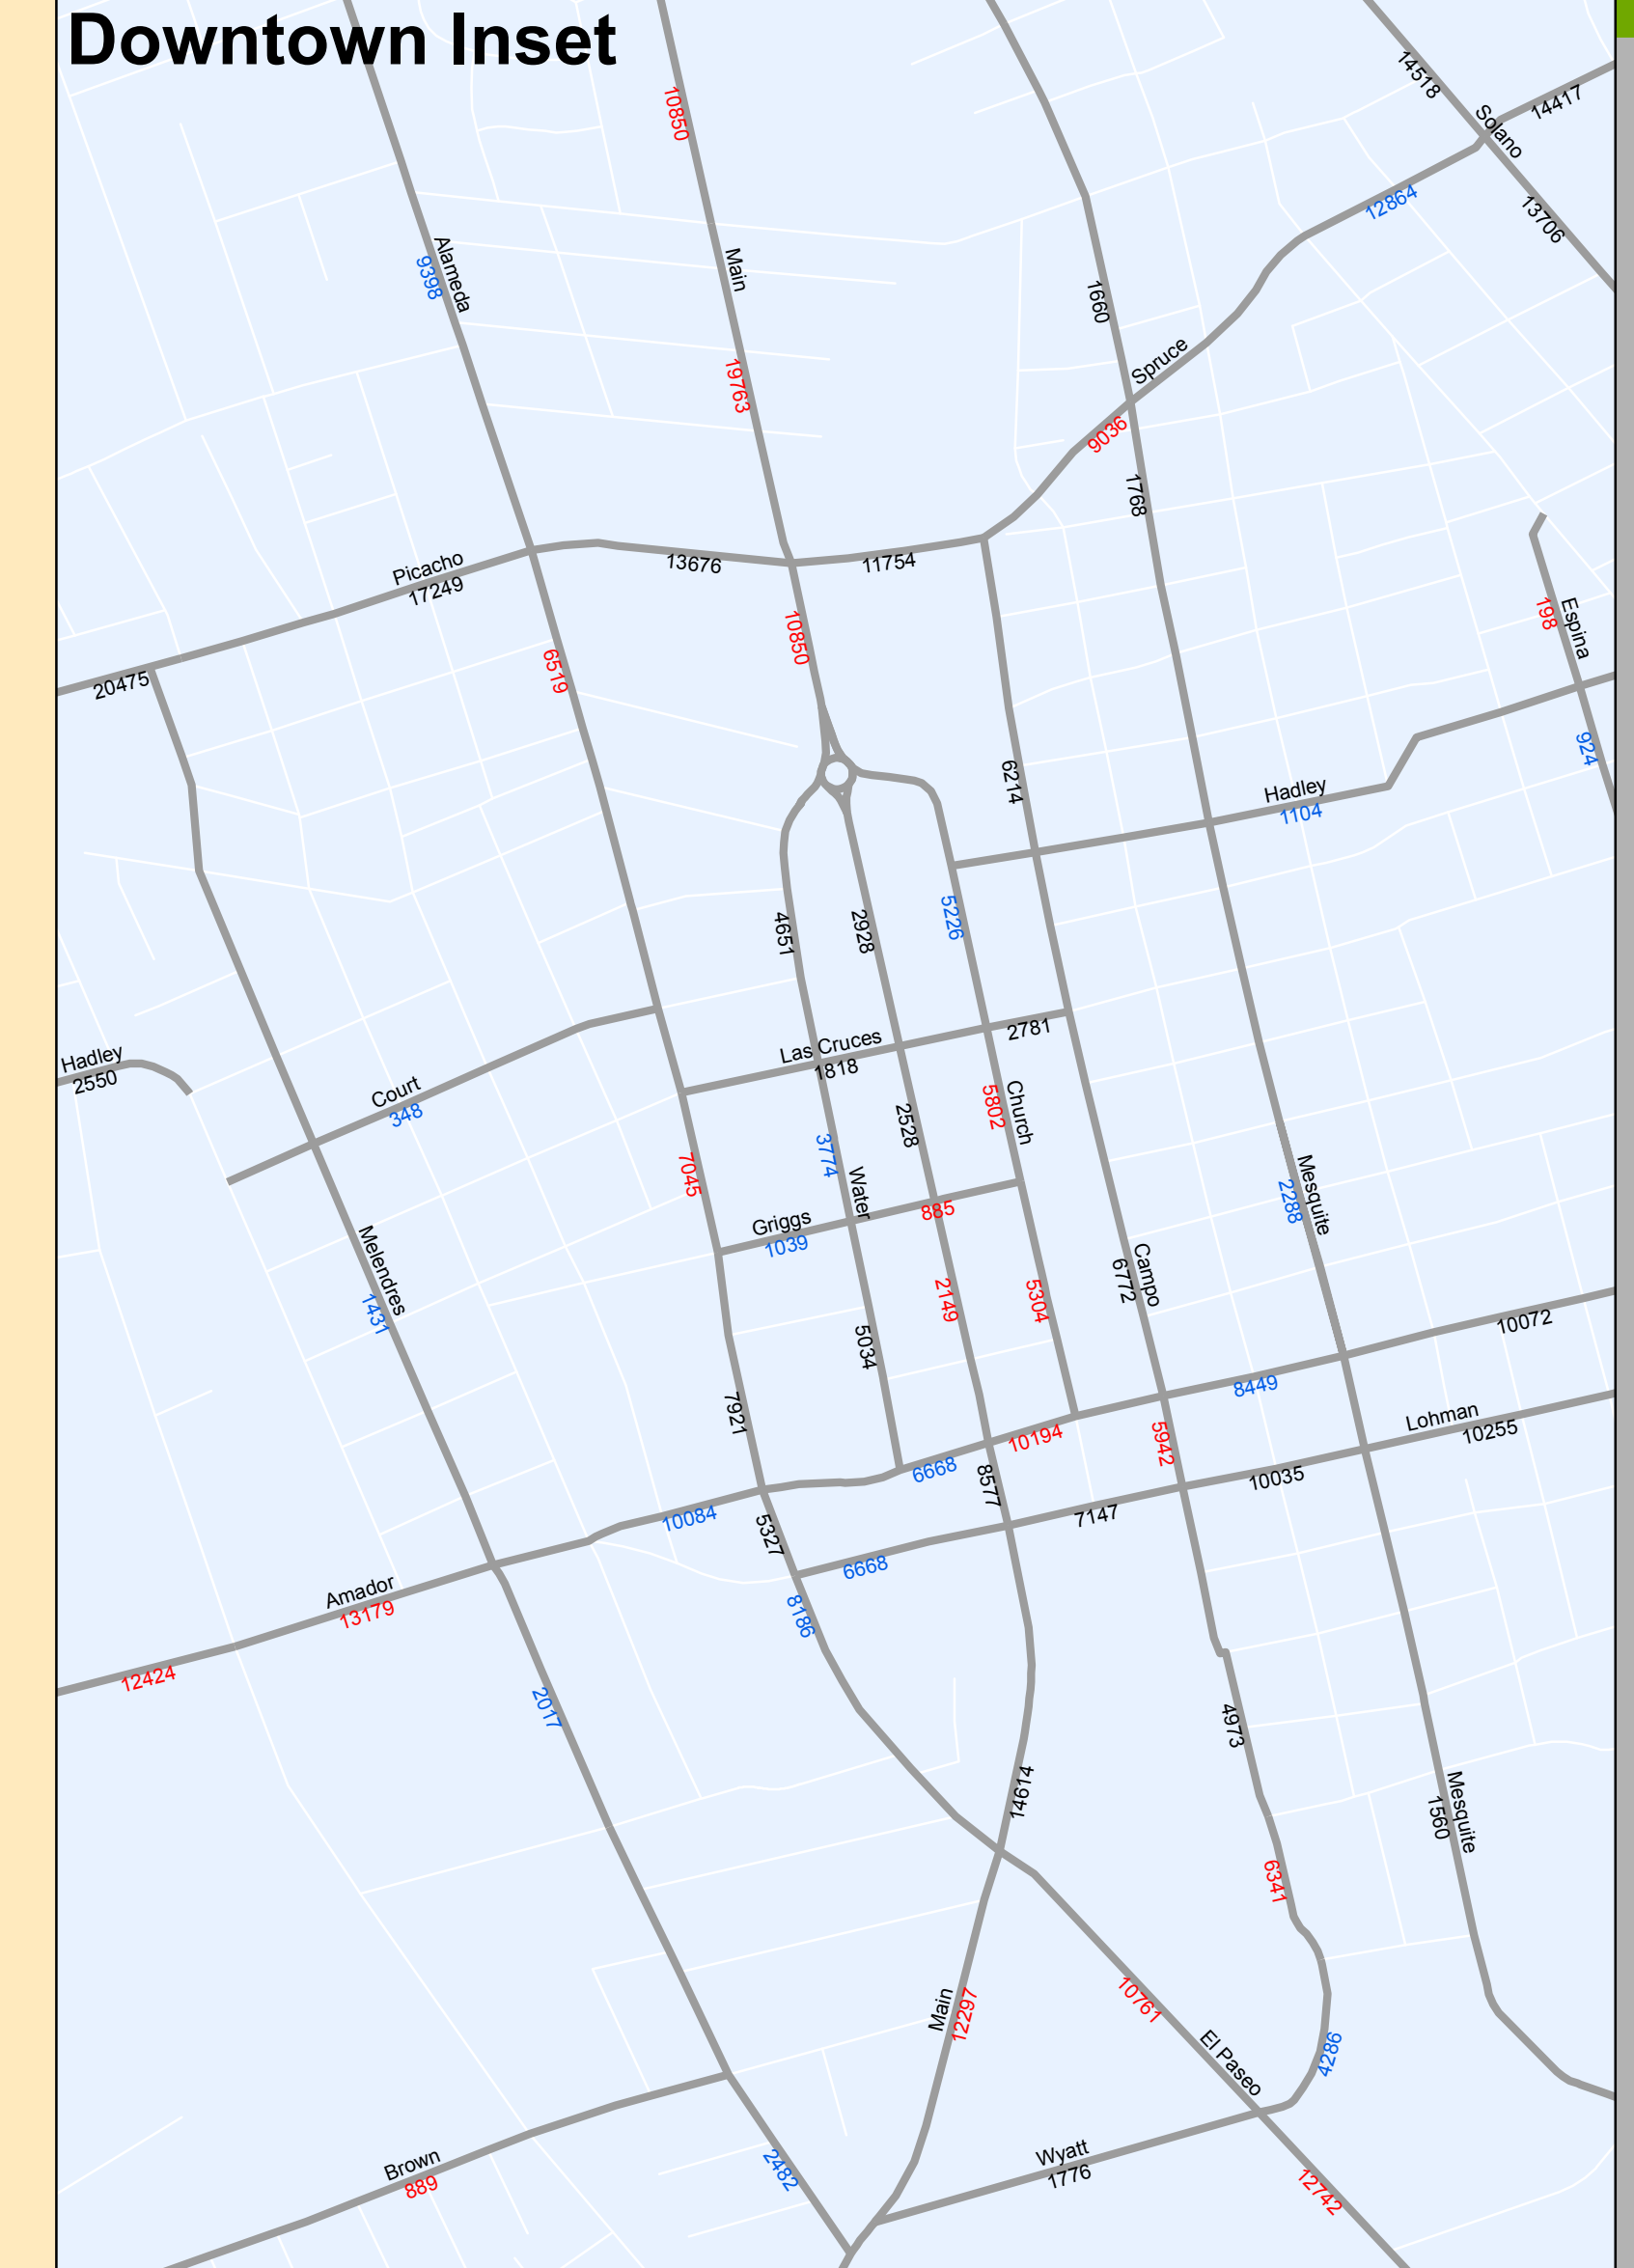 Downtown Inset
14518
14417
10850
Solano
12864
13706
Alameda
9398
Main
1660
19763
Spruce
9036
1768
Picacho
17249
13676
11754
10850
198
Espina
6519
20475
924
6214
Hadley
1104
5226
4651
2928
Las Cruces
1818
2781
Hadley
2550
Court
348
5802
Church
2528
3774
Water
7045
Mesquite
2288
885
Griggs
1039
Melendres
1431
Campo
6772
2149
5304
10072
5034
8449
7921
Lohman
10255
10194
5942
6668
8577
10035
10084
5327
7147
6668
Amador
13179
8186
12424
2017
4973
14614
Mesquite
1560
6341
Main
12297
10761
El Paseo
4286
Wyatt
1776
Brown
889
2482
12742